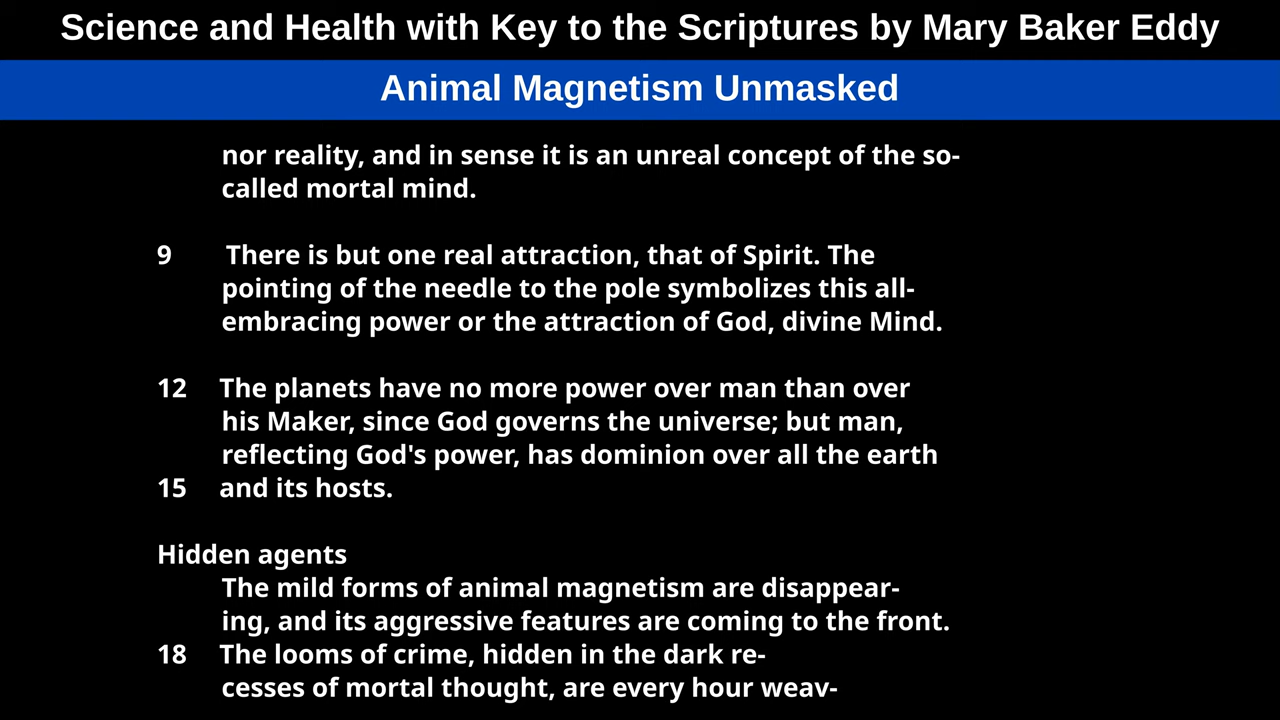 Science and Health with Key to the Scriptures by Mary Baker Eddy
Animal Magnetism Unmasked
nor reality, and in sense it is an unreal concept of the so-
called mortal mind.
9 There is but one real attraction, that of Spirit. The
pointing of the needle to the pole symbolizes this all-
embracing power or the attraction of God, divine Mind.
12 The planets have no more power over man than over
his Maker, since God governs the universe; but man,
reflecting God's power, has dominion over all the earth
15 and its hosts.
Hidden agents
The mild forms of animal magnetism are disappear-
ing, and its aggressive features are coming to the front.
18 The looms of crime, hidden in the dark re-
cesses of mortal thought, are every hour weav-